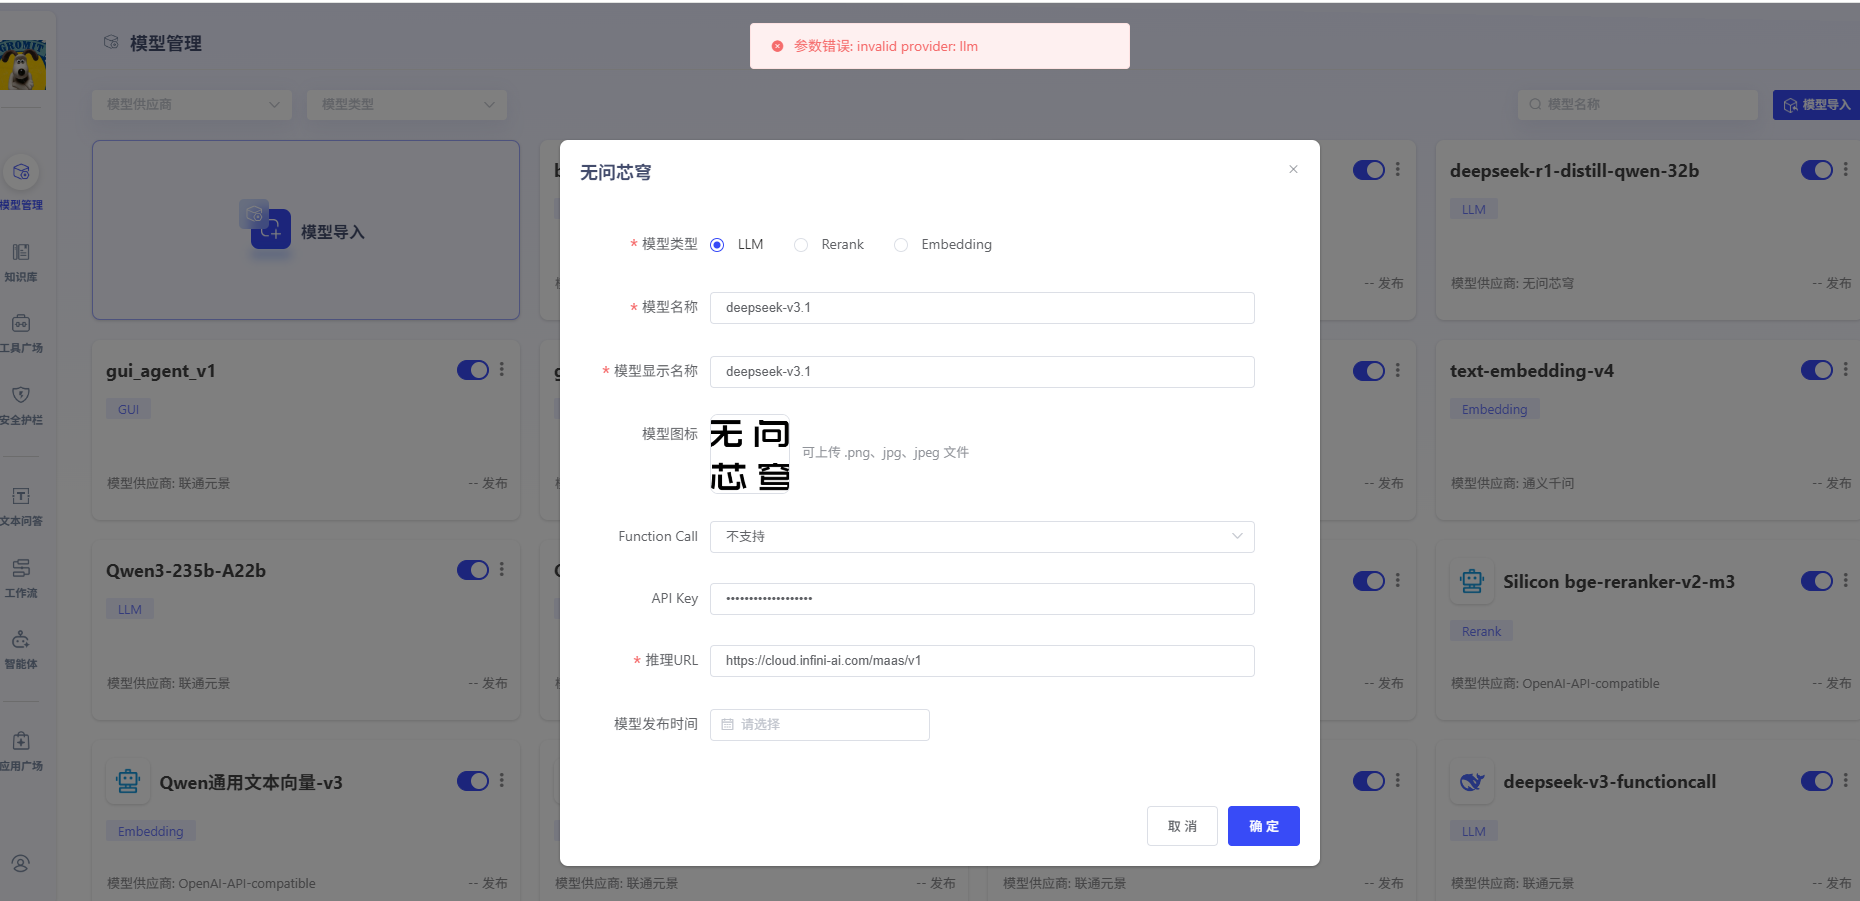 参数错误: invalid provider: llm
GROMIT
模型管理
模型供应商
模型类型
模型名称
模型导入
模型管理
知识库
工具广场
安全护栏
文本问答
工作流
智能体
应用广场
模型导入
deepseek-r1-distill-qwen-32b
LLM
模型供应商: 无问芯穹
-- 发布
-- 发布
gui_agent_v1
GUI
模型供应商: 联通元景
-- 发布
text-embedding-v4
Embedding
-- 发布
模型供应商: 通义千问
-- 发布
Qwen3-235b-A22b
LLM
模型供应商: 联通元景
-- 发布
Silicon bge-reranker-v2-m3
Rerank
-- 发布
模型供应商: OpenAI-API-compatible
-- 发布
Qwen通用文本向量-v3
Embedding
模型供应商: OpenAI-API-compatible
-- 发布
模型供应商: 联通元景
-- 发布
模型供应商: 联通元景
-- 发布
deepseek-v3-functioncall
LLM
模型供应商: 联通元景
-- 发布
无问芯穹
* 模型类型 LLM Rerank Embedding
* 模型名称 deepseek-v3.1
* 模型显示名称 deepseek-v3.1
模型图标
无问
芯穹
可上传 .png、jpg、jpeg 文件
Function Call 不支持
API Key ••••••••••••••••••
* 推理URL https://cloud.infini-ai.com/maas/v1
模型发布时间 请选择
取 消
确 定